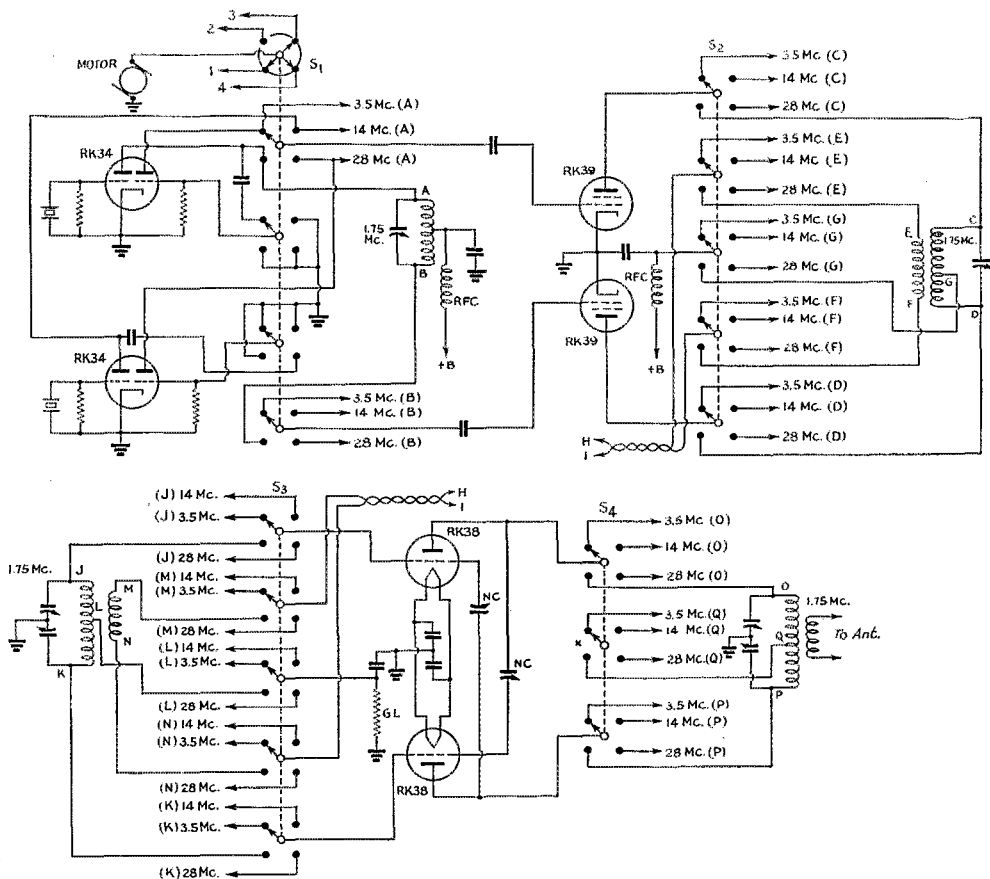 3
2
S1
MOTOR
1
4
3.5 Mc. (A)
14 Mc. (A)
28 Mc (A)
RK34
A
1.75 Mc.
B
RFC
+B
RK34
3.5 Mc. (B)
14 Mc. (B)
28 Mc. (B)
RK39
RK39
RFC
+B
S2
3.5 Mc. (C)
14 Mc. (C)
28 Mc. (C)
3.5 Mc. (E)
14 Mc. (E)
28 Mc. (E)
3.5 Mc. (G)
14 Mc. (G)
28 Mc. (G)
3.5 Mc. (F)
14 Mc. (F)
28 Mc. (F)
3.5 Mc. (D)
14 Mc. (D)
28 Mc. (D)
E
F
C
1.75 Mc.
G
D
H
I
S3
(J) 14 Mc.
(J) 3.5 Mc.
(J) 28 Mc.
(M) 14 Mc.
(M) 3.5 Mc.
(M) 28 Mc.
(L) 14 Mc.
(L) 3.5 Mc.
(L) 28 Mc.
(N) 14 Mc.
(N) 3.5 Mc.
(N) 28 Mc.
(K) 14 Mc.
(K) 3.5 Mc.
(K) 28 Mc.
1.75 Mc.
J
L
K
M
N
H
I
RK38
NC
NC
GL
RK38
S4
3.5 Mc (O)
14 Mc. (O)
28 Mc (O)
3.5 Mc. (Q)
14 Mc. (Q)
28 Mc. (Q)
x
3.5 Mc. (P)
14 Mc. (P)
28 Mc. (P)
O
1.75 Mc.
Q
P
To Ant.